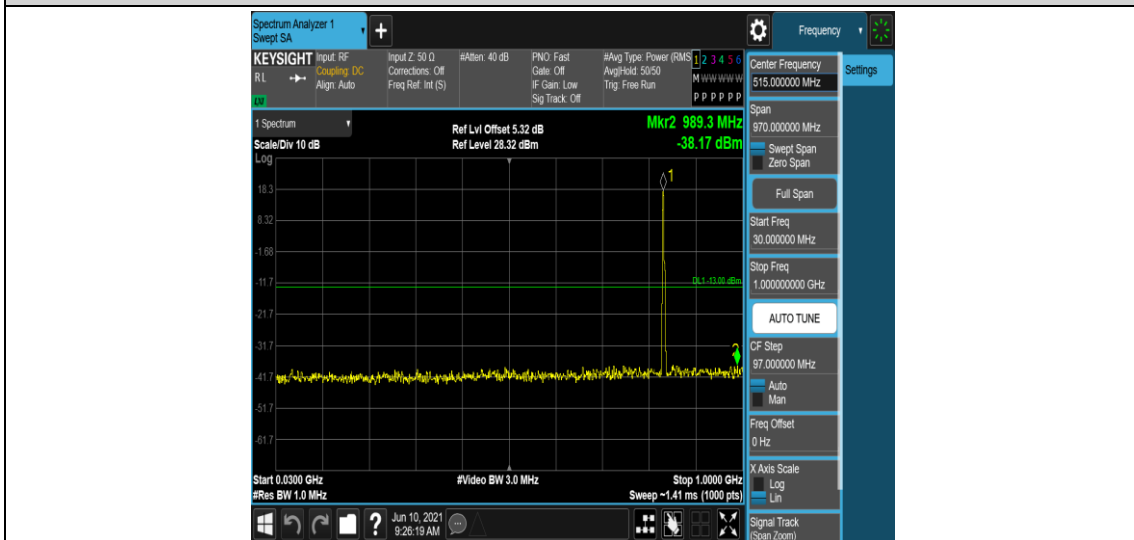 Spectrum Analyzer 1
Swept SA
+
Frequency
KEYSIGHT
RL
Input: RF
Coupling: DC
Align: Auto
Input Z: 50 Ω
Corrections: Off
Freq Ref: Int (S)
#Atten: 40 dB
PNO: Fast
Gate: Off
IF Gain: Low
Sig Track: Off
#Avg Type: Power (RMS
Avg|Hold: 50/50
Trig: Free Run
1 2 3 4 5 6
M W W W W W
P P P P P P
Center Frequency
515.000000 MHz
Settings
1 Spectrum
Scale/Div 10 dB
Log
Ref Lvl Offset 5.32 dB
Ref Level 28.32 dBm
Mkr2 989.3 MHz
-38.17 dBm
Span
970.000000 MHz
Swept Span
Zero Span
Full Span
Start Freq
30.000000 MHz
Stop Freq
1.000000000 GHz
AUTO TUNE
CF Step
97.000000 MHz
Auto
Man
Freq Offset
0 Hz
X Axis Scale
Log
Lin
Signal Track
(Span Zoom)
1
18.3
8.32
-1.68
-11.7
DL1 -13.00 dBm
-21.7
-31.7
2
-41.7
-51.7
-61.7
Start 0.0300 GHz
#Res BW 1.0 MHz
#Video BW 3.0 MHz
Stop 1.0000 GHz
Sweep ~1.41 ms (1000 pts)
?
Jun 10, 2021
9:26:19 AM